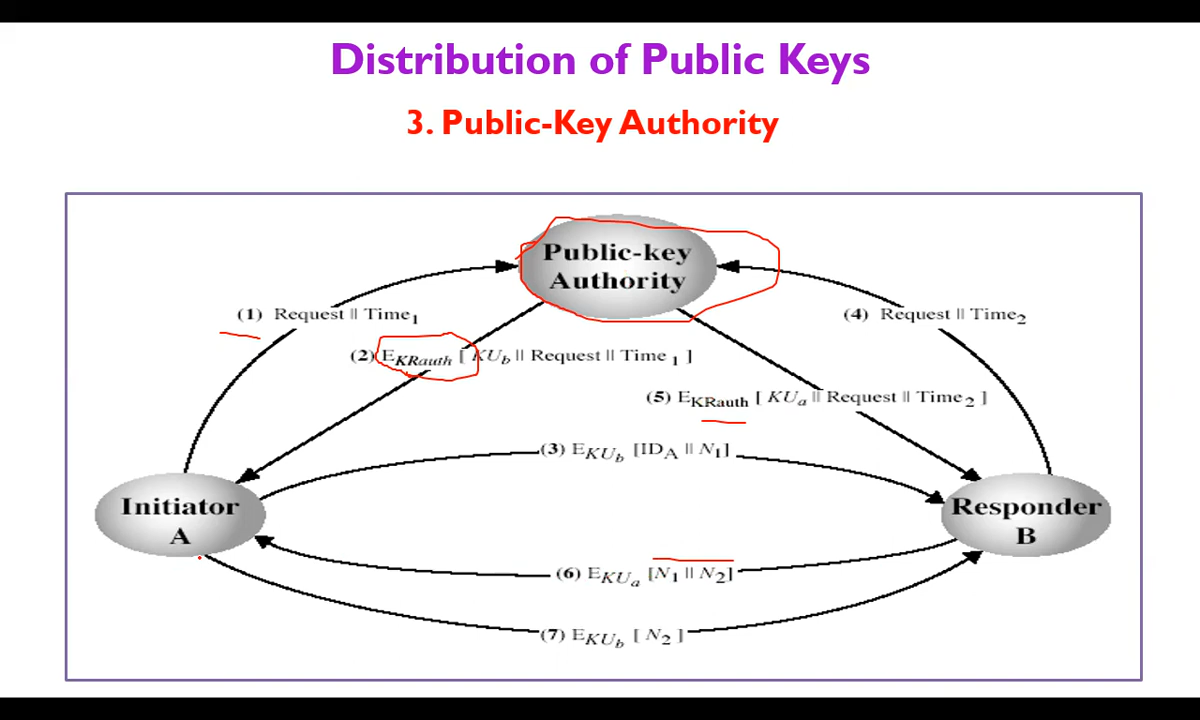 Distribution of Public Keys
3. Public-Key Authority
Public-key
Authority
(1) Request || Time1
(4) Request || Time2
(2) EKRauth [ KUb || Request || Time 1 ]
(5) EKRauth [ KUa || Request || Time2 ]
(3) EKUb [IDA || N1]
Initiator
A
Responder
B
(6) EKUa [N1 || N2]
(7) EKUb [ N2 ]